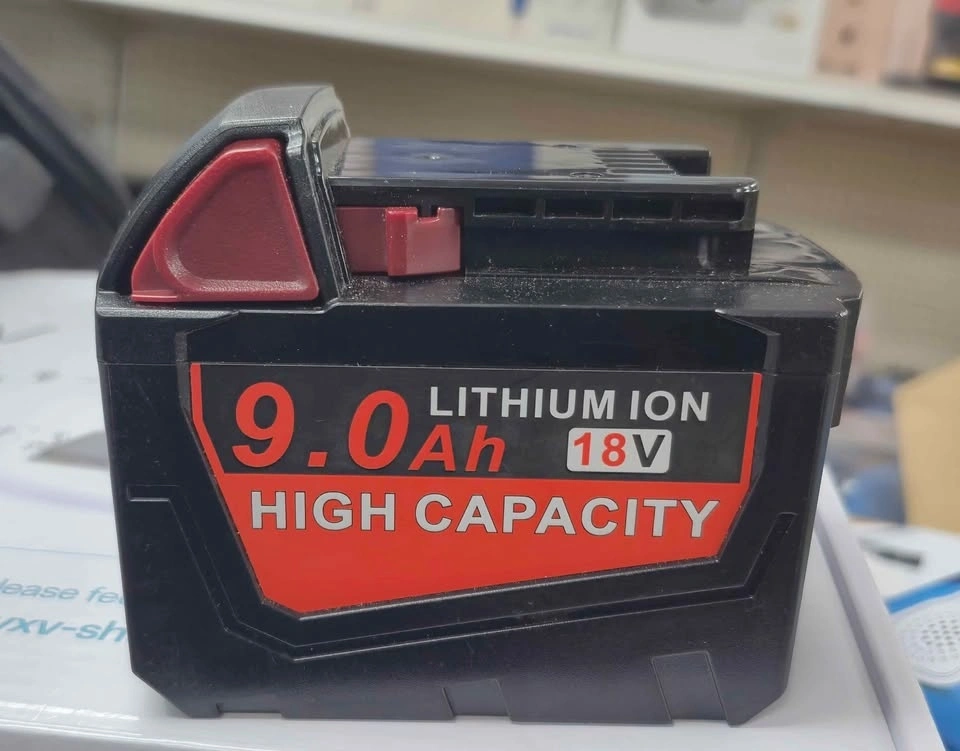 9.0Ah
LITHIUM ION
18V
HIGH CAPACITY